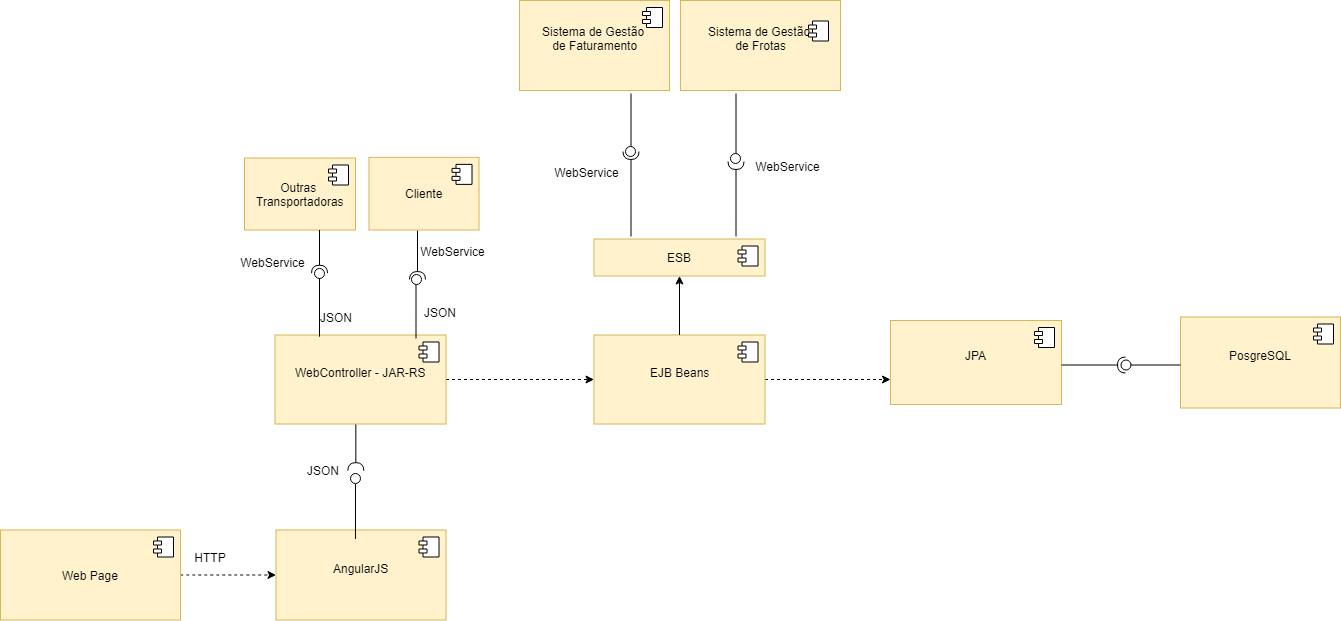 Sistema de Gestão
de Faturamento
Sistema de Gestão
de Frotas
WebService
WebService
Outras
Transportadoras
Cliente
WebService
WebService
JSON
JSON
ESB
WebController - JAR-RS
EJB Beans
JPA
PosgreSQL
JSON
Web Page
HTTP
AngularJS